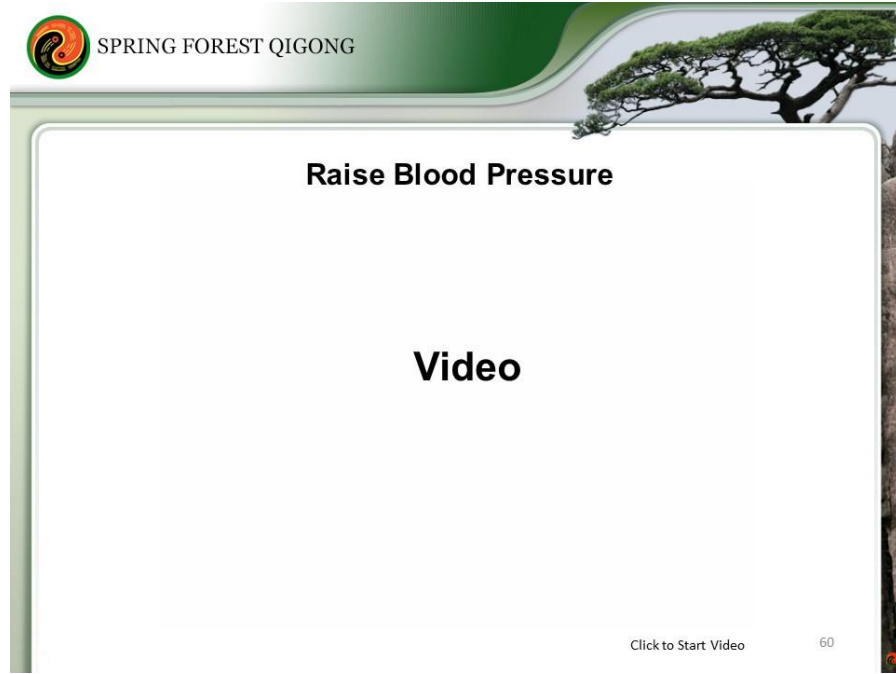 SPRING FOREST QIGONG
Raise Blood Pressure
Video
Click to Start Video
60